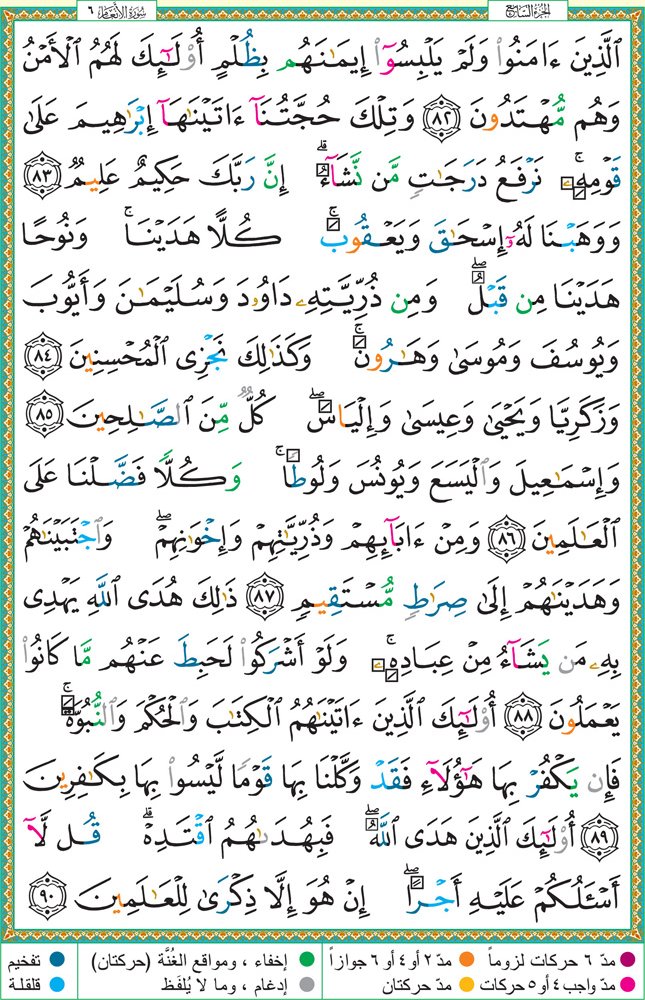 الجزء السابع
سورة الأنعام ٦
ٱلَّذِينَ ءَامَنُوا۟ وَلَمْ يَلْبِسُوٓا۟ إِيمَـٰنَهُم بِظُلْمٍ أُو۟لَـٰٓئِكَ لَهُمُ ٱلْأَمْنُ
وَهُم مُّهْتَدُونَ ٨٢ وَتِلْكَ حُجَّتُنَآ ءَاتَيْنَـٰهَآ إِبْرَٰهِيمَ عَلَىٰ
قَوْمِهِۦۚ نَرْفَعُ دَرَجَـٰتٍ مَّن نَّشَآءُۗ إِنَّ رَبَّكَ حَكِيمٌ عَلِيمٌ ٨٣
وَوَهَبْنَا لَهُۥٓ إِسْحَـٰقَ وَيَعْقُوبَۚ كُلًّا هَدَيْنَاۚ وَنُوحًا
هَدَيْنَا مِن قَبْلُۖ وَمِن ذُرِّيَّتِهِۦ دَاوُۥدَ وَسُلَيْمَـٰنَ وَأَيُّوبَ
وَيُوسُفَ وَمُوسَىٰ وَهَـٰرُونَۚ وَكَذَٰلِكَ نَجْزِى ٱلْمُحْسِنِينَ ٨٤
وَزَكَرِيَّا وَيَحْيَىٰ وَعِيسَىٰ وَإِلْيَاسَۖ كُلٌّ مِّنَ ٱلصَّـٰلِحِينَ ٨٥
وَإِسْمَـٰعِيلَ وَٱلْيَسَعَ وَيُونُسَ وَلُوطًاۚ وَكُلًّا فَضَّلْنَا عَلَى
ٱلْعَـٰلَمِينَ ٨٦ وَمِنْ ءَابَآئِهِمْ وَذُرِّيَّـٰتِهِمْ وَإِخْوَٰنِهِمْۖ وَٱجْتَبَيْنَـٰهُمْ
وَهَدَيْنَـٰهُمْ إِلَىٰ صِرَٰطٍ مُّسْتَقِيمٍ ٨٧ ذَٰلِكَ هُدَى ٱللَّهِ يَهْدِى
بِهِۦ مَن يَشَآءُ مِنْ عِبَادِهِۦۚ وَلَوْ أَشْرَكُوا۟ لَحَبِطَ عَنْهُم مَّا كَانُوا۟
يَعْمَلُونَ ٨٨ أُو۟لَـٰٓئِكَ ٱلَّذِينَ ءَاتَيْنَـٰهُمُ ٱلْكِتَـٰبَ وَٱلْحُكْمَ وَٱلنُّبُوَّةَۚ
فَإِن يَكْفُرْ بِهَا هَـٰٓؤُلَآءِ فَقَدْ وَكَّلْنَا بِهَا قَوْمًا لَّيْسُوا۟ بِهَا بِكَـٰفِرِينَ
٨٩ أُو۟لَـٰٓئِكَ ٱلَّذِينَ هَدَى ٱللَّهُۖ فَبِهُدَىٰهُمُ ٱقْتَدِهْۗ قُل لَّآ
أَسْـَٔلُكُمْ عَلَيْهِ أَجْرًاۖ إِنْ هُوَ إِلَّا ذِكْرَىٰ لِلْعَـٰلَمِينَ ٩٠
مدّ ٦ حركات لزوماً مدّ ٢ أو ٤ أو ٦ جوازاً إخفاء ، ومواقع الغُنَّة (حركتان) تفخيم
مدّ واجب ٤ أو ٥ حركات مدّ حركتان إدغام ، وما لا يُلفَظ قلقلة